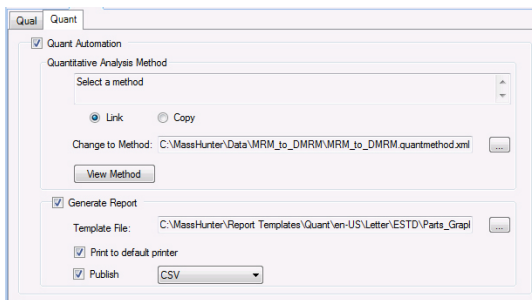 Qual Quant
Quant Automation
Quantitative Analysis Method
Select a method
Link Copy
Change to Method: C:\MassHunter\Data\MRM_to_DMRM\MRM_to_DMRM.quantmethod.xml ...
View Method
Generate Report
Template File: C:\MassHunter\Report Templates\Quant\en-US\Letter\ESTD\Parts_Grapl ...
Print to default printer
Publish CSV